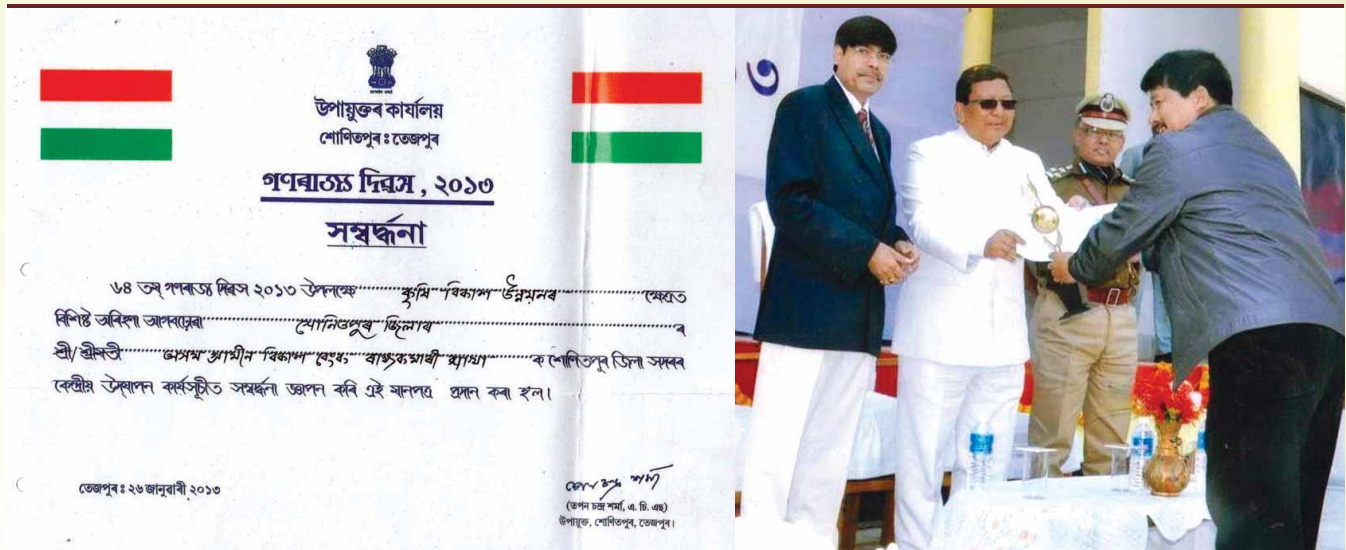 উপায়ুক্তৰ কাৰ্যালয়
শোণিতপুৰ ঃ তেজপুৰ
গণৰাজ্য দিৱস , ২০১৩
সম্বৰ্দ্ধনা
৬৪ তম গণৰাজ্য দিৱস ২০১৩ উপলক্ষে কৃষি বিকাশ উন্নয়নৰ ক্ষেত্ৰত
বিশিষ্ট অৰিহণা আগবঢ়োৱা শোনিতপুৰ জিলাৰ ৰ
শ্ৰী/শ্ৰীমতী অসম গ্ৰামীন বিকাশ বেংক ক শোণিতপুৰ জিলা সদৰৰ
কেন্দ্ৰীয় উদযাপন কাৰ্যসূচীত সম্বৰ্দ্ধনা জ্ঞাপন কৰি এই মানপত্ৰ প্ৰদান কৰা হ'ল।
তেজপুৰ ঃ ২৬ জানুৱাৰী ২০১৩
(তপন চন্দ্ৰ শৰ্মা, এ. চি. এছ)
উপায়ুক্ত, শোণিতপুৰ, তেজপুৰ।
১৩